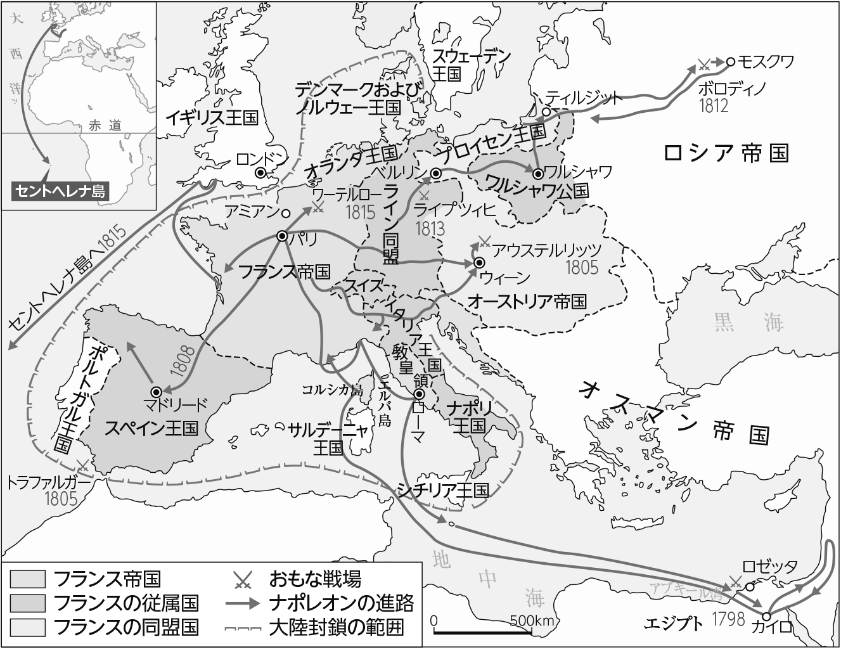 大西洋
赤道
セントヘレナ島
イギリス王国
ロンドン
デンマークおよび
ノルウェー王国
スウェーデン
王国
モスクワ
ボロディノ
1812
ティルジット
ロシア帝国
オランダ王国
プロイセン王国
ベルリン
ワルシャワ
ワルシャワ公国
ワーテルロー
1815
ライン同盟
ライプツィヒ
1813
アミアン
パリ
フランス帝国
アウステルリッツ
1805
ウィーン
オーストリア帝国
スイス
イタリア王国
教皇領
セントヘレナ島へ1815
1808
ポルトガル王国
マドリード
スペイン王国
トラファルガー
1805
コルシカ島
エルバ島
ローマ
ナポリ
王国
サルデーニャ
王国
シチリア王国
黒海
オスマン帝国
地中海
ロゼッタ
アブキール湾
エジプト
1798
カイロ
フランス帝国
フランスの従属国
フランスの同盟国
おもな戦場
ナポレオンの進路
大陸封鎖の範囲
0
500km